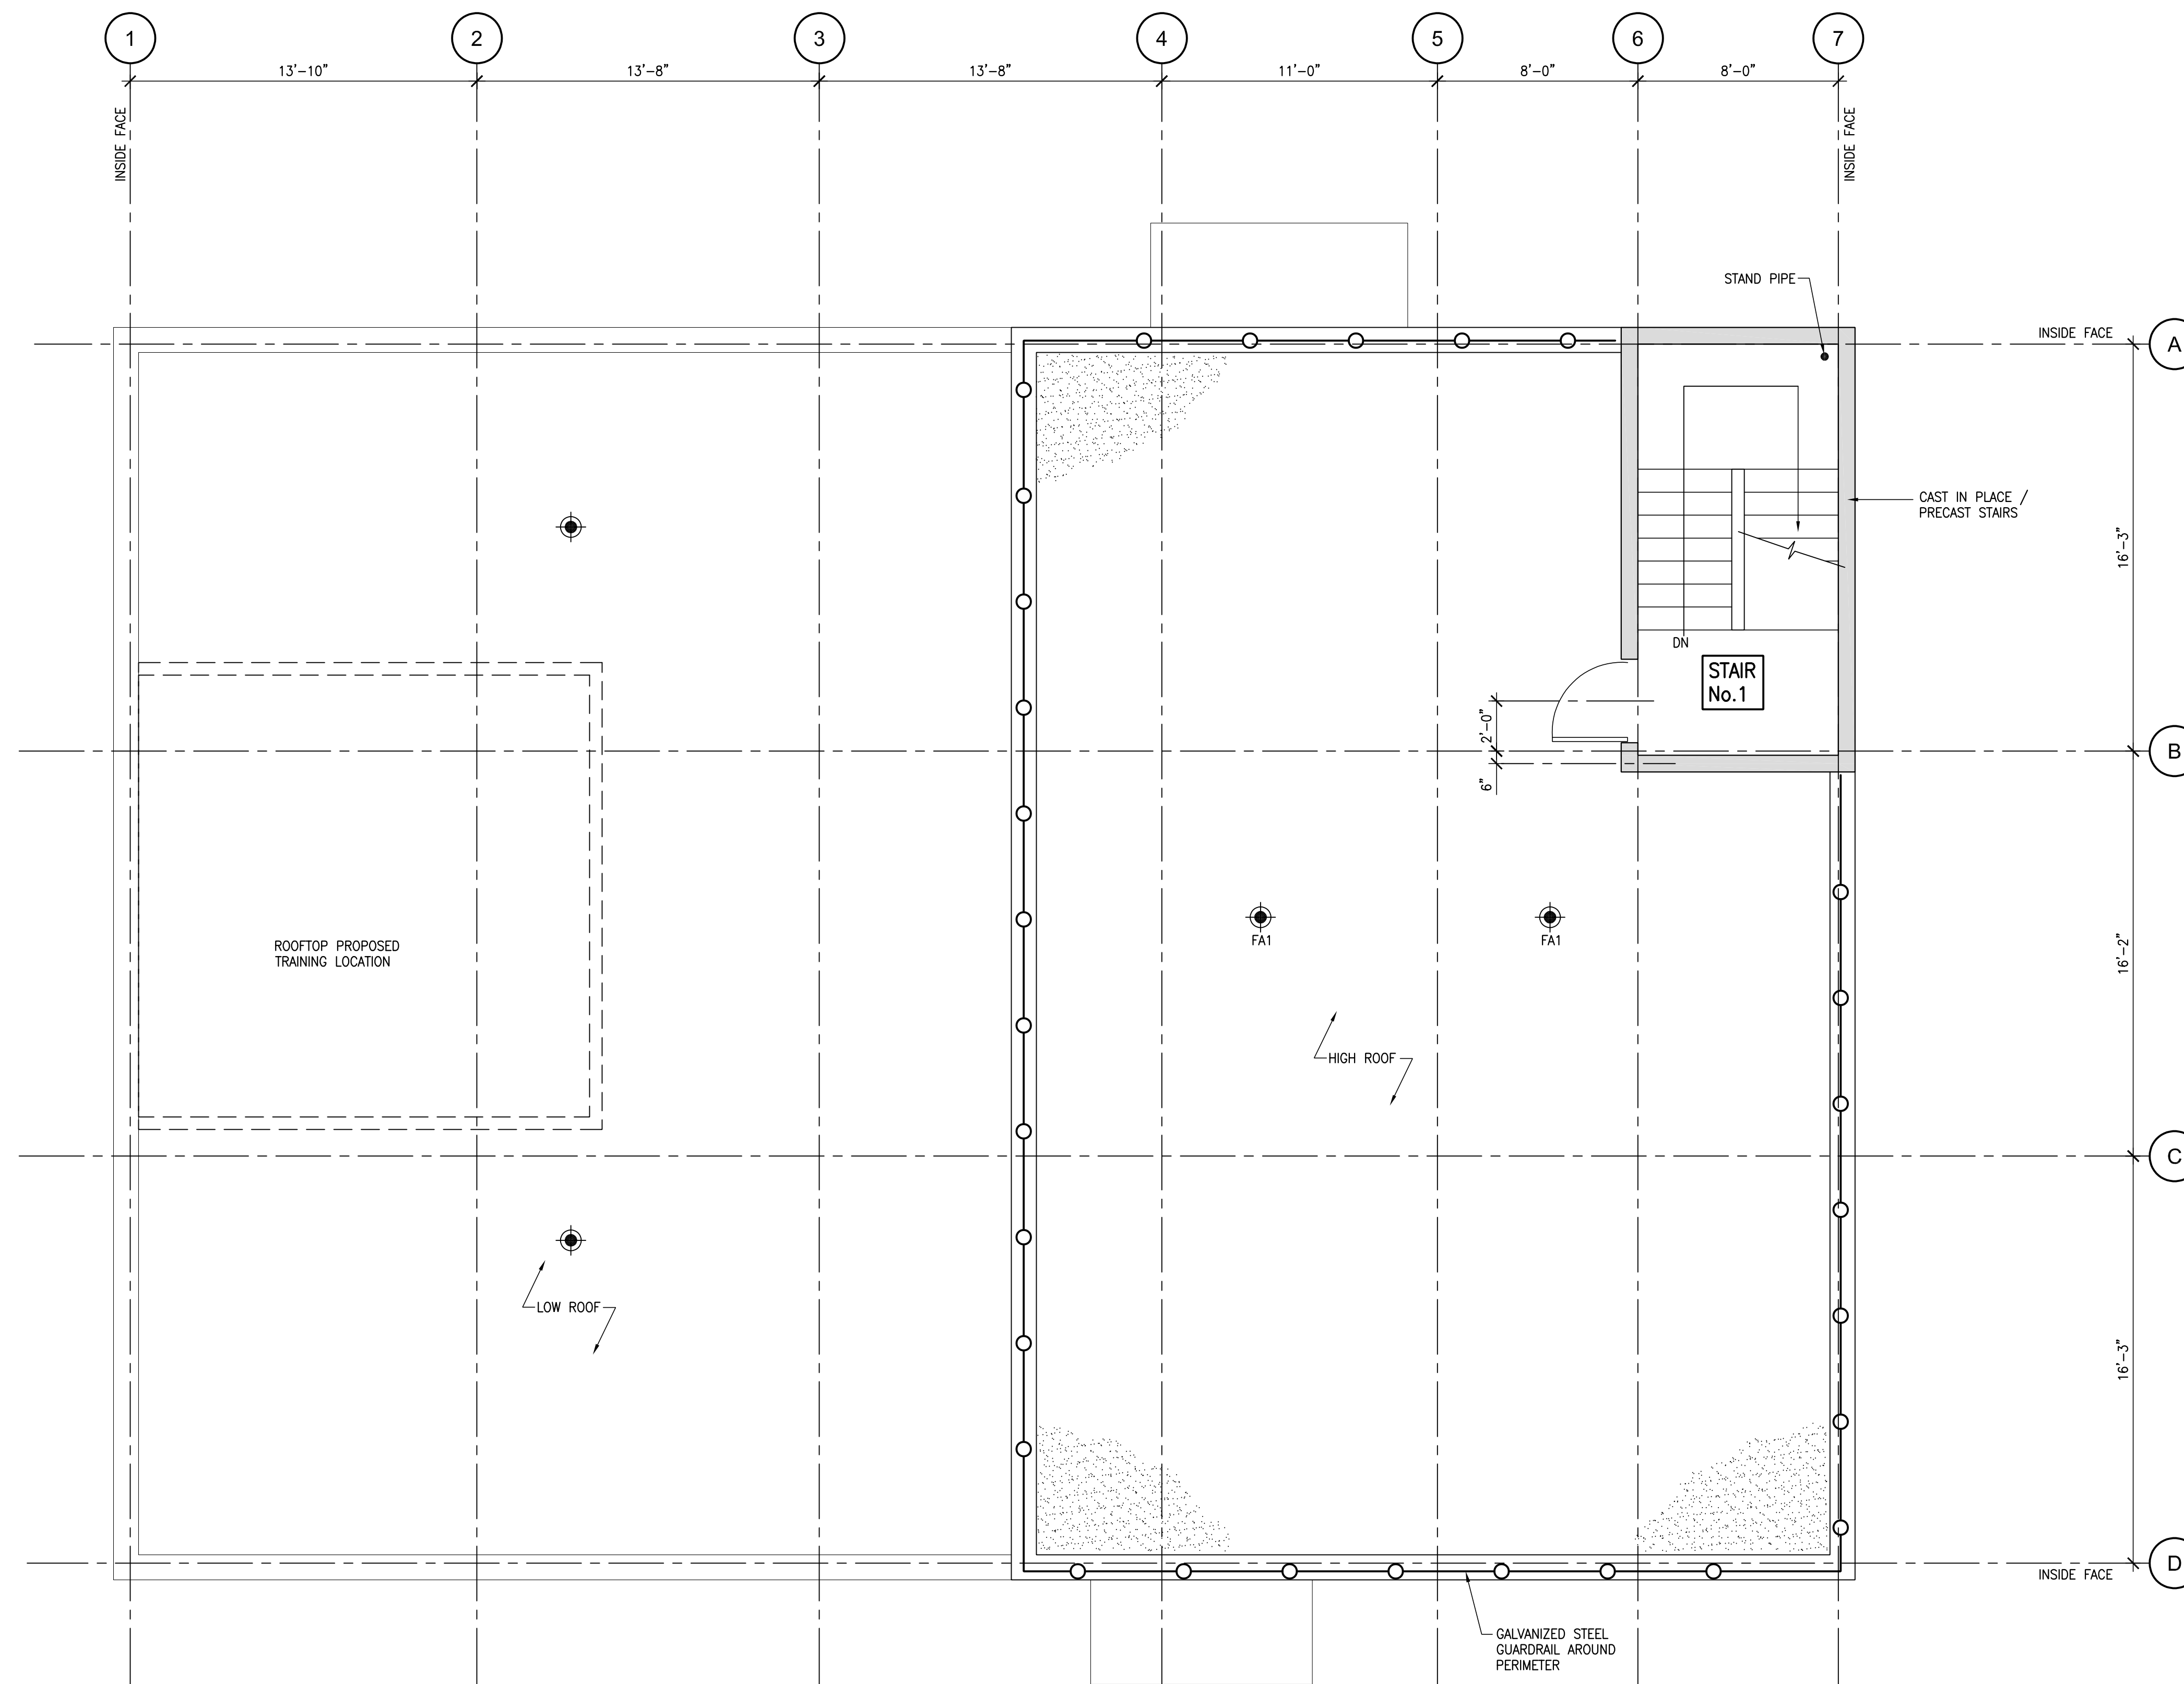 1
2
3
4
5
6
7
13'-10"
13'-8"
13'-8"
11'-0"
8'-0"
8'-0"
INSIDE FACE
INSIDE FACE
STAND PIPE
INSIDE FACE
A
CAST IN PLACE /
PRECAST STAIRS
16'-3"
DN
STAIR
No.1
2'-0"
B
6"
FA1
FA1
ROOFTOP PROPOSED
TRAINING LOCATION
16'-2"
HIGH ROOF
C
LOW ROOF
16'-3"
D
INSIDE FACE
GALVANIZED STEEL
GUARDRAIL AROUND
PERIMETER